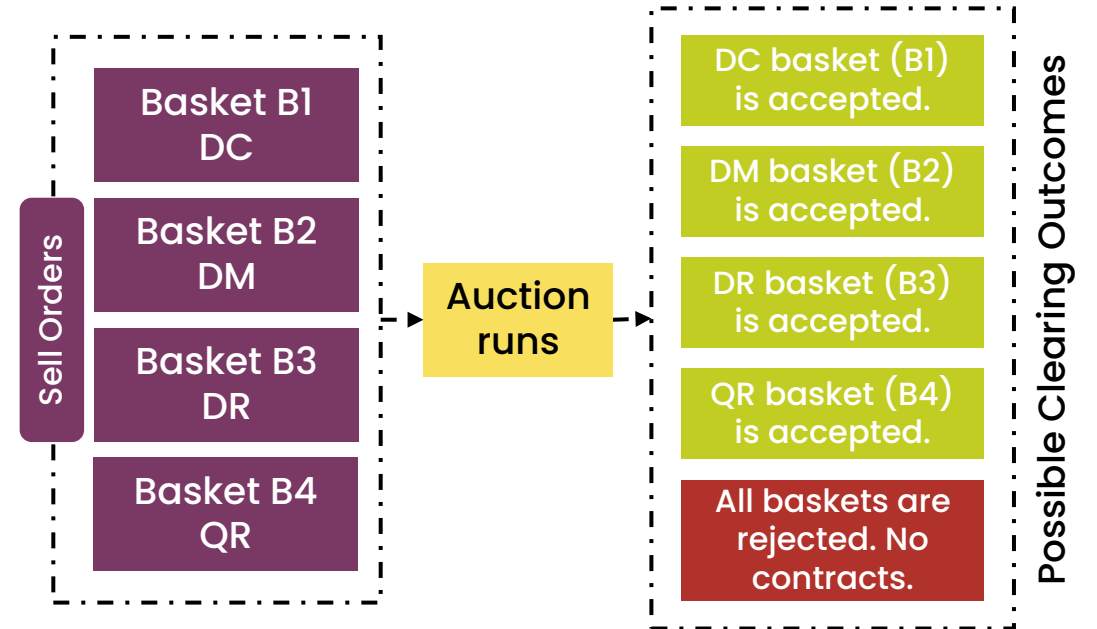 Sell Orders
Basket B1
DC
Basket B2
DM
Basket B3
DR
Basket B4
QR
Auction
runs
DC basket (B1)
is accepted.
DM basket (B2)
is accepted.
DR basket (B3)
is accepted.
QR basket (B4)
is accepted.
All baskets are
rejected. No
contracts.
Possible Clearing Outcomes